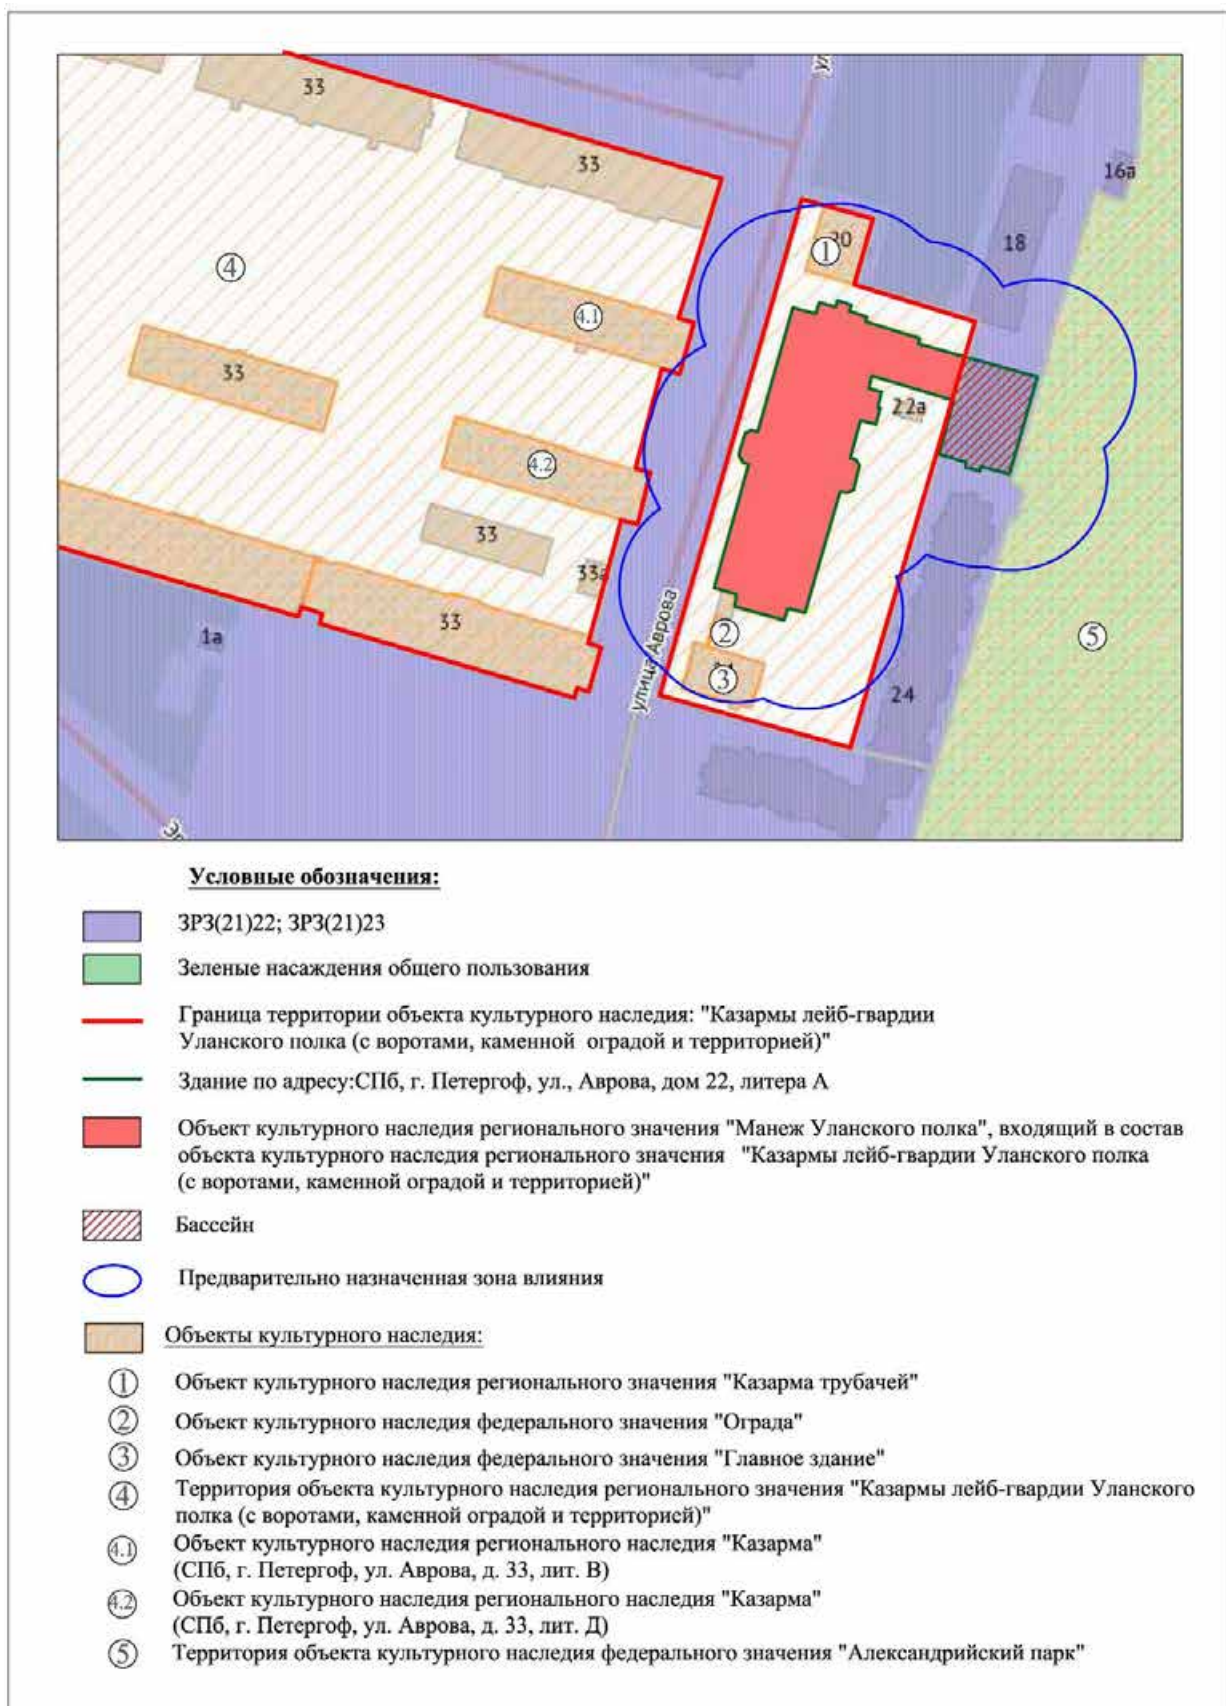 33
33
ул
16а
18
20
1
4
4.1
33
22а
4.2
33
33а
33
1а
улица Аврова
2
3
5
24
Эр
Условные обозначения:
ЗРЗ(21)22; ЗРЗ(21)23
Зеленые насаждения общего пользования
Граница территории объекта культурного наследия: "Казармы лейб-гвардии
Уланского полка (с воротами, каменной оградой и территорией)"
Здание по адресу:СПб, г. Петергоф, ул., Аврова, дом 22, литера А
Объект культурного наследия регионального значения "Манеж Уланского полка", входящий в состав
объекта культурного наследия регионального значения "Казармы лейб-гвардии Уланского полка
(с воротами, каменной оградой и территорией)"
Бассейн
Предварительно назначенная зона влияния
Объекты культурного наследия:
1 Объект культурного наследия регионального значения "Казарма трубачей"
2 Объект культурного наследия федерального значения "Ограда"
3 Объект культурного наследия федерального значения "Главное здание"
4 Территория объекта культурного наследия регионального значения "Казармы лейб-гвардии Уланского
полка (с воротами, каменной оградой и территорией)"
4.1 Объект культурного наследия регионального наследия "Казарма"
(СПб, г. Петергоф, ул. Аврова, д. 33, лит. В)
4.2 Объект культурного наследия регионального наследия "Казарма"
(СПб, г. Петергоф, ул. Аврова, д. 33, лит. Д)
5 Территория объекта культурного наследия федерального значения "Александрийский парк"